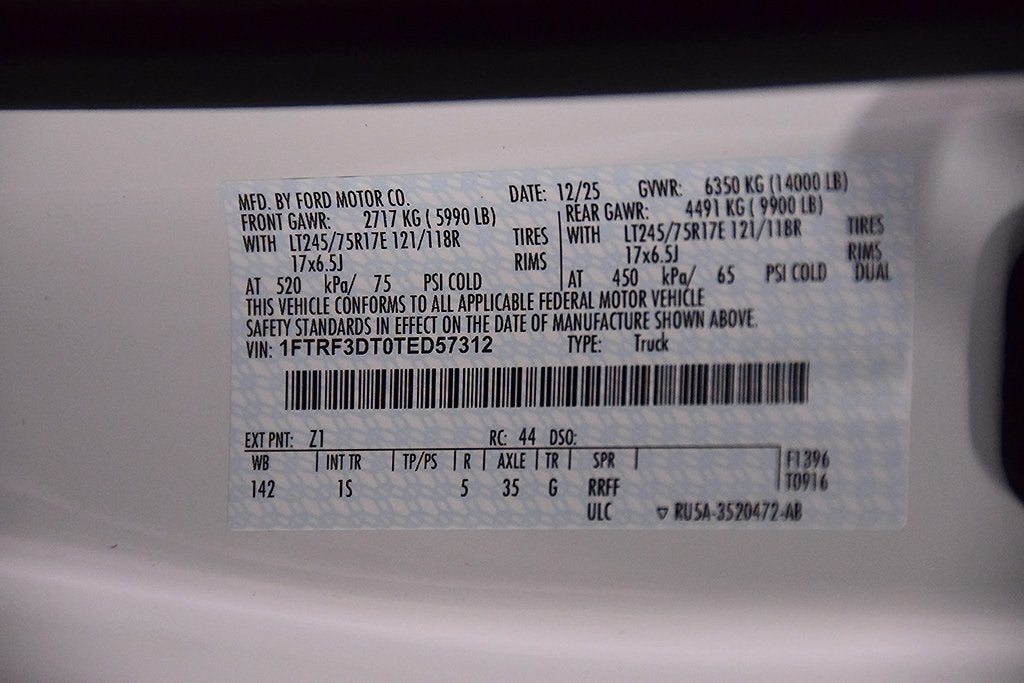 MFD. BY FORD MOTOR CO. DATE: 12/25 GVWR: 6350 KG (14000 LB)
FRONT GAWR: 2717 KG ( 5990 LB) REAR GAWR: 4491 KG ( 9900 LB)
WITH LT245/75R17E 121/118R TIRES WITH LT245/75R17E 121/118R TIRES
17x6.5J RIMS 17x6.5J RIMS
AT 520 kPa/ 75 PSI COLD AT 450 kPa/ 65 PSI COLD DUAL
THIS VEHICLE CONFORMS TO ALL APPLICABLE FEDERAL MOTOR VEHICLE
SAFETY STANDARDS IN EFFECT ON THE DATE OF MANUFACTURE SHOWN ABOVE.
VIN: 1FTRF3DT0TED57312 TYPE: Truck
EXT PNT: Z1 RC: 44 DSO:
WB INT TR TP/PS R AXLE TR SPR F1396
142 1S 5 35 G RRFF T0916
ULC ▽ RU5A-3520472-AB